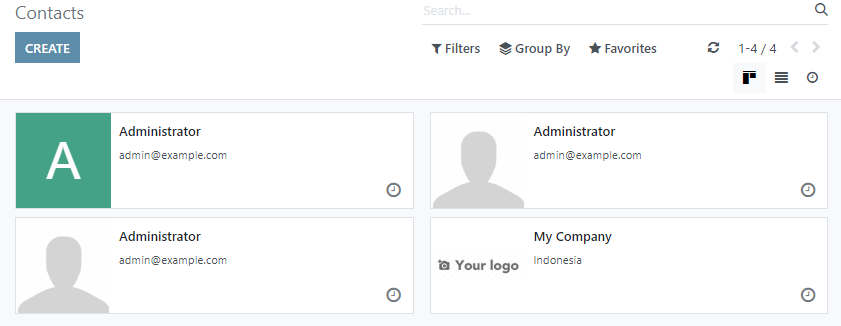 Contacts
Search...
CREATE
Filters Group By Favorites 1-4 / 4
A
Administrator
admin@example.com
Administrator
admin@example.com
Administrator
admin@example.com
My Company
Indonesia
Your logo